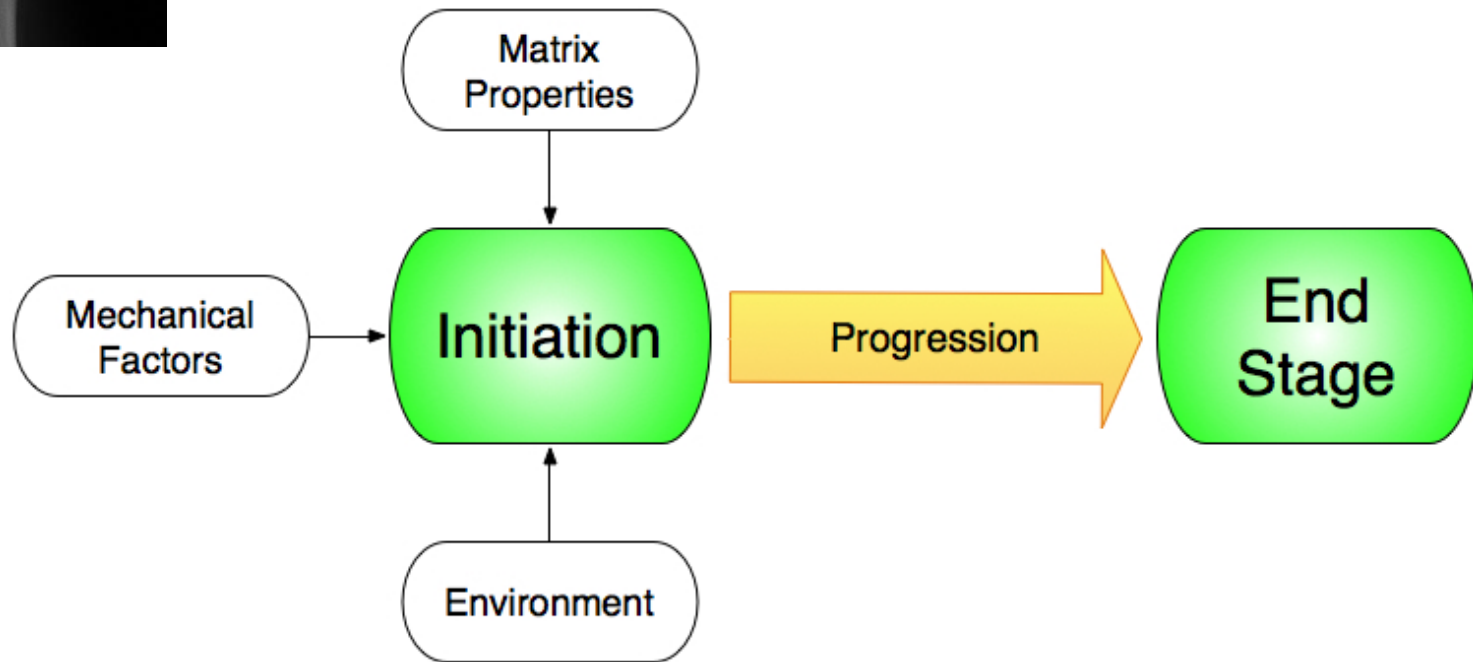 Matrix
Properties
Mechanical
Factors
Initiation
Progression
End
Stage
Environment